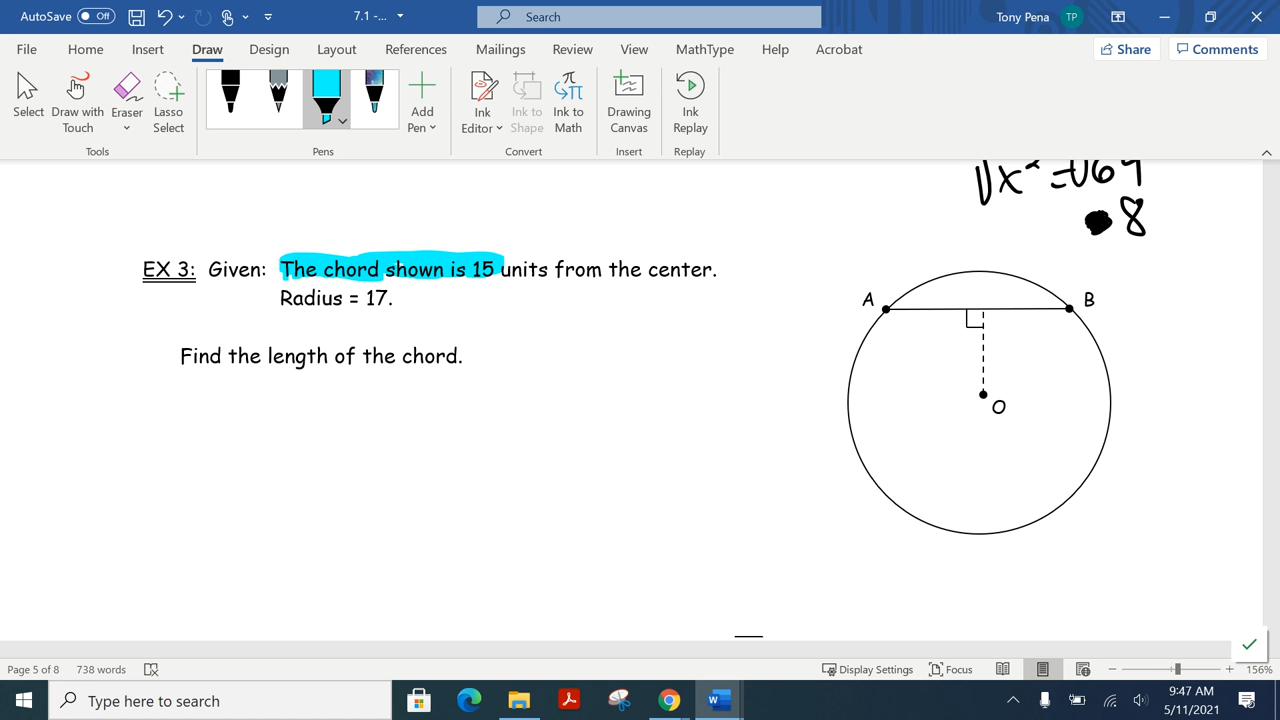 AutoSave Off 7.1 -... Search Tony Pena TP
File Home Insert Draw Design Layout References Mailings Review View MathType Help Acrobat Share Comments
Select Draw with Touch Eraser Lasso Select Add Pen Ink Editor Ink to Shape Ink to Math Drawing Canvas Ink Replay
Tools Pens Convert Insert Replay
√x² = √64
8
EX 3: Given: The chord shown is 15 units from the center.
Radius = 17.
A B
Find the length of the chord.
O
Page 5 of 8 738 words Display Settings Focus 156%
Type here to search W 9:47 AM
5/11/2021